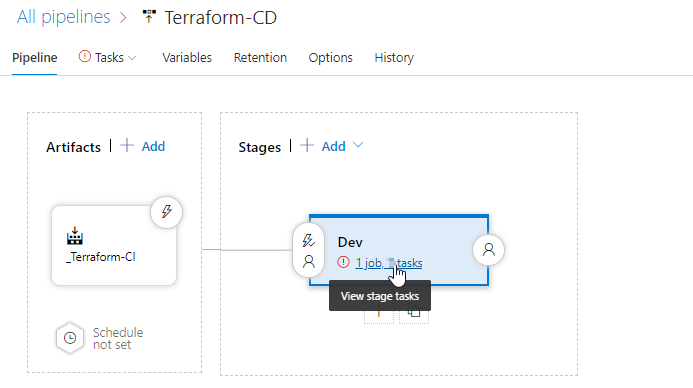 All pipelines > Terraform-CD
Pipeline Tasks Variables Retention Options History
Artifacts | + Add
Stages | + Add
_Terraform-CI
Schedule
not set
Dev
1 job, tasks
View stage tasks